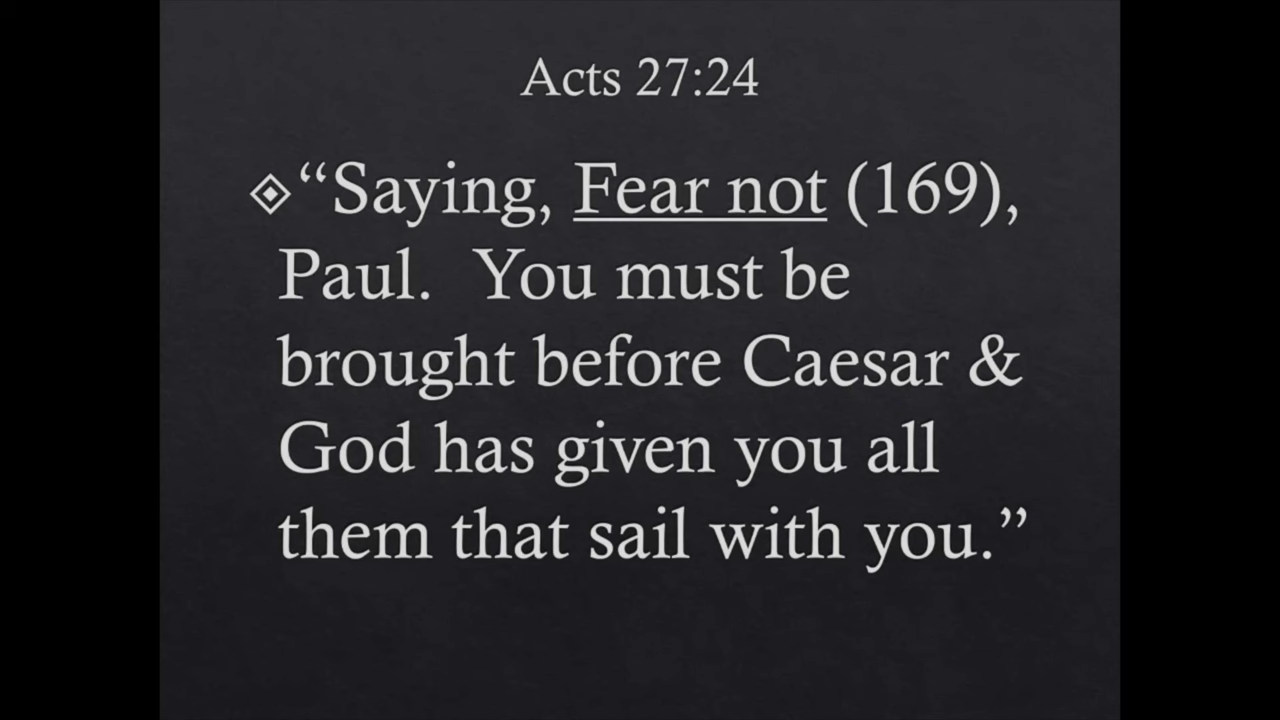 Acts 27:24
“Saying, Fear not (169),
Paul. You must be
brought before Caesar &
God has given you all
them that sail with you.”